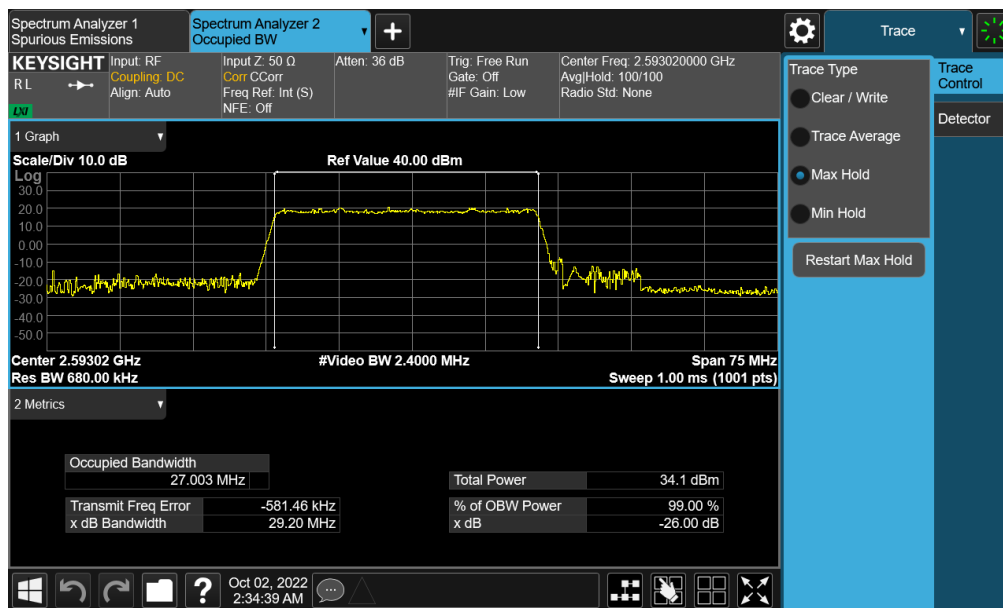 Spectrum Analyzer 1
Spurious Emissions
Spectrum Analyzer 2
Occupied BW
Trace
KEYSIGHT
RL
LXI
Input: RF
Coupling: DC
Align: Auto
Input Z: 50 Ω
Corr CCorr
Freq Ref: Int (S)
NFE: Off
Atten: 36 dB
Trig: Free Run
Gate: Off
#IF Gain: Low
Center Freq: 2.593020000 GHz
Avg|Hold: 100/100
Radio Std: None
Trace Type
Clear / Write
Trace Average
Max Hold
Min Hold
Restart Max Hold
Trace
Control
Detector
1 Graph
Scale/Div 10.0 dB
Ref Value 40.00 dBm
Log
30.0
20.0
10.0
0.00
-10.0
-20.0
-30.0
-40.0
-50.0
Center 2.59302 GHz
#Video BW 2.4000 MHz
Span 75 MHz
Res BW 680.00 kHz
Sweep 1.00 ms (1001 pts)
2 Metrics
Occupied Bandwidth
27.003 MHz
Total Power 34.1 dBm
Transmit Freq Error -581.46 kHz
% of OBW Power 99.00 %
x dB Bandwidth 29.20 MHz
x dB -26.00 dB
?
Oct 02, 2022
2:34:39 AM